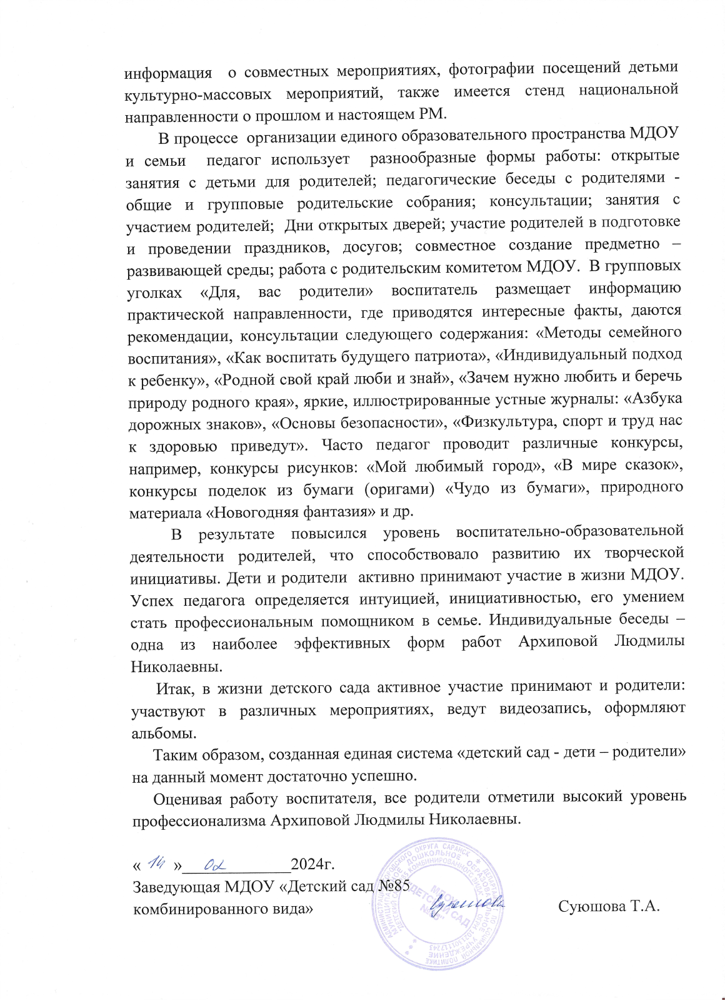 информация о совместных мероприятиях, фотографии посещений детьми
культурно-массовых мероприятий, также имеется стенд национальной
направленности о прошлом и настоящем РМ.
В процессе организации единого образовательного пространства МДОУ
и семьи педагог использует разнообразные формы работы: открытые
занятия с детьми для родителей; педагогические беседы с родителями -
общие и групповые родительские собрания; консультации; занятия с
участием родителей; Дни открытых дверей; участие родителей в подготовке
и проведении праздников, досугов; совместное создание предметно –
развивающей среды; работа с родительским комитетом МДОУ. В групповых
уголках «Для, вас родители» воспитатель размещает информацию
практической направленности, где приводятся интересные факты, даются
рекомендации, консультации следующего содержания: «Методы семейного
воспитания», «Как воспитать будущего патриота», «Индивидуальный подход
к ребенку», «Родной свой край люби и знай», «Зачем нужно любить и беречь
природу родного края», яркие, иллюстрированные устные журналы: «Азбука
дорожных знаков», «Основы безопасности», «Физкультура, спорт и труд нас
к здоровью приведут». Часто педагог проводит различные конкурсы,
например, конкурсы рисунков: «Мой любимый город», «В мире сказок»,
конкурсы поделок из бумаги (оригами) «Чудо из бумаги», природного
материала «Новогодняя фантазия» и др.
В результате повысился уровень воспитательно-образовательной
деятельности родителей, что способствовало развитию их творческой
инициативы. Дети и родители активно принимают участие в жизни МДОУ.
Успех педагога определяется интуицией, инициативностью, его умением
стать профессиональным помощником в семье. Индивидуальные беседы –
одна из наиболее эффективных форм работ Архиповой Людмилы
Николаевны.
Итак, в жизни детского сада активное участие принимают и родители:
участвуют в различных мероприятиях, ведут видеозапись, оформляют
альбомы.
Таким образом, созданная единая система «детский сад - дети – родители»
на данный момент достаточно успешно.
Оценивая работу воспитателя, все родители отметили высокий уровень
профессионализма Архиповой Людмилы Николаевны.
« 14 » 02 2024г.
Заведующая МДОУ «Детский сад №85
комбинированного вида» Суюшова Т.А.
МДОУ
"ДЕТСКИЙ САД
№85"